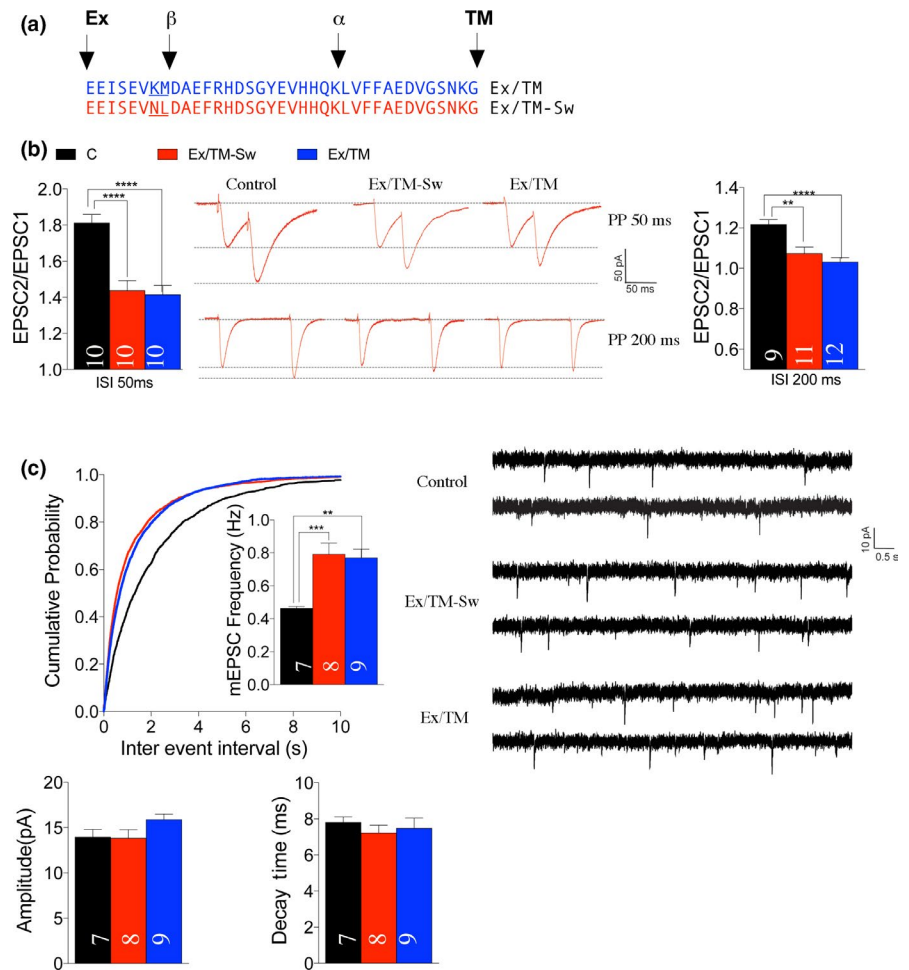 (a)
Ex β α TM
EEISEVKMDAEFRHDSGYEVHHQKLVFFAEDVGSNKG Ex/TM
EEISEVNLDAEFRHDSGYEVHHQKLVFFAEDVGSNKG Ex/TM-Sw
(b)
C Ex/TM-Sw Ex/TM
EPSC2/EPSC1
2.0
1.8
1.6
1.4
1.2
1.0
****
****
10 10 10
ISI 50ms
Control Ex/TM-Sw Ex/TM
PP 50 ms
50 pA
50 ms
PP 200 ms
EPSC2/EPSC1
1.4
1.2
1.0
0.8
0.6
****
**
9 11 12
ISI 200 ms
(c)
Cumulative Probability
1.0
0.8
0.6
0.4
0.2
0.0
0 2 4 6 8 10
Inter event interval (s)
mEPSC Frequency (Hz)
1.0
0.8
0.6
0.4
0.2
0.0
**
***
7 8 9
Control
Ex/TM-Sw
Ex/TM
10 pA
0.5 s
Amplitude(pA)
20
15
10
5
0
7 8 9
Decay time (ms)
10
8
6
4
2
0
7 8 9